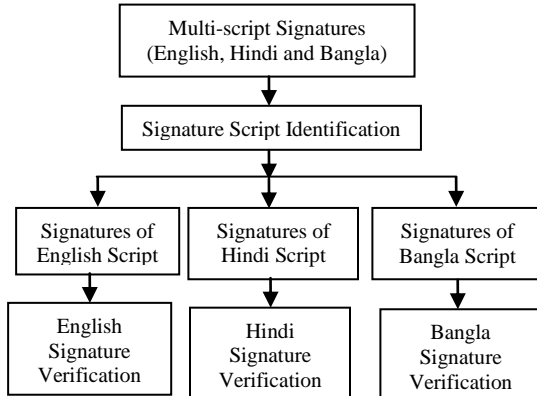 Multi-script Signatures
(English, Hindi and Bangla)
Signature Script Identification
Signatures of
English Script
Signatures of
Hindi Script
Signatures of
Bangla Script
English
Signature
Verification
Hindi
Signature
Verification
Bangla
Signature
Verification